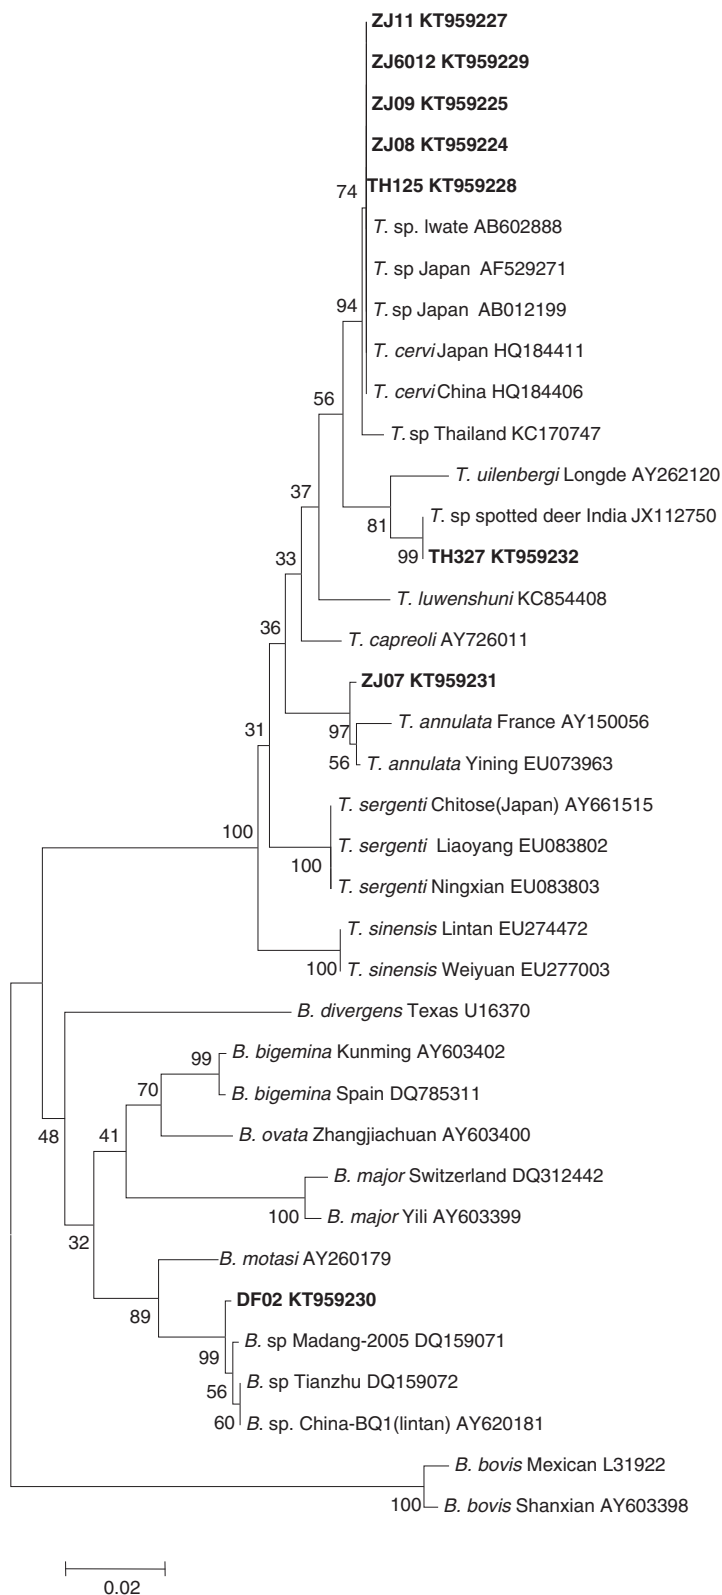 ZJ11 KT959227
ZJ6012 KT959229
ZJ09 KT959225
ZJ08 KT959224
TH125 KT959228
74
T. sp. Iwate AB602888
T. sp Japan AF529271
94
T. sp Japan AB012199
T. cervi Japan HQ184411
56
T. cervi China HQ184406
T. sp Thailand KC170747
T. uilenbergi Longde AY262120
37
T. sp spotted deer India JX112750
81
99
TH327 KT959232
33
T. luwenshuni KC854408
36
T. capreoli AY726011
ZJ07 KT959231
31
97
T. annulata France AY150056
56
T. annulata Yining EU073963
T. sergenti Chitose(Japan) AY661515
100
T. sergenti Liaoyang EU083802
100
T. sergenti Ningxian EU083803
T. sinensis Lintan EU274472
100
T. sinensis Weiyuan EU277003
B. divergens Texas U16370
99
B. bigemina Kunming AY603402
70
B. bigemina Spain DQ785311
48
41
B. ovata Zhangjiachuan AY603400
B. major Switzerland DQ312442
100
B. major Yili AY603399
32
B. motasi AY260179
89
DF02 KT959230
99
B. sp Madang-2005 DQ159071
56
B. sp Tianzhu DQ159072
60
B. sp. China-BQ1(lintan) AY620181
B. bovis Mexican L31922
100
B. bovis Shanxian AY603398
0.02